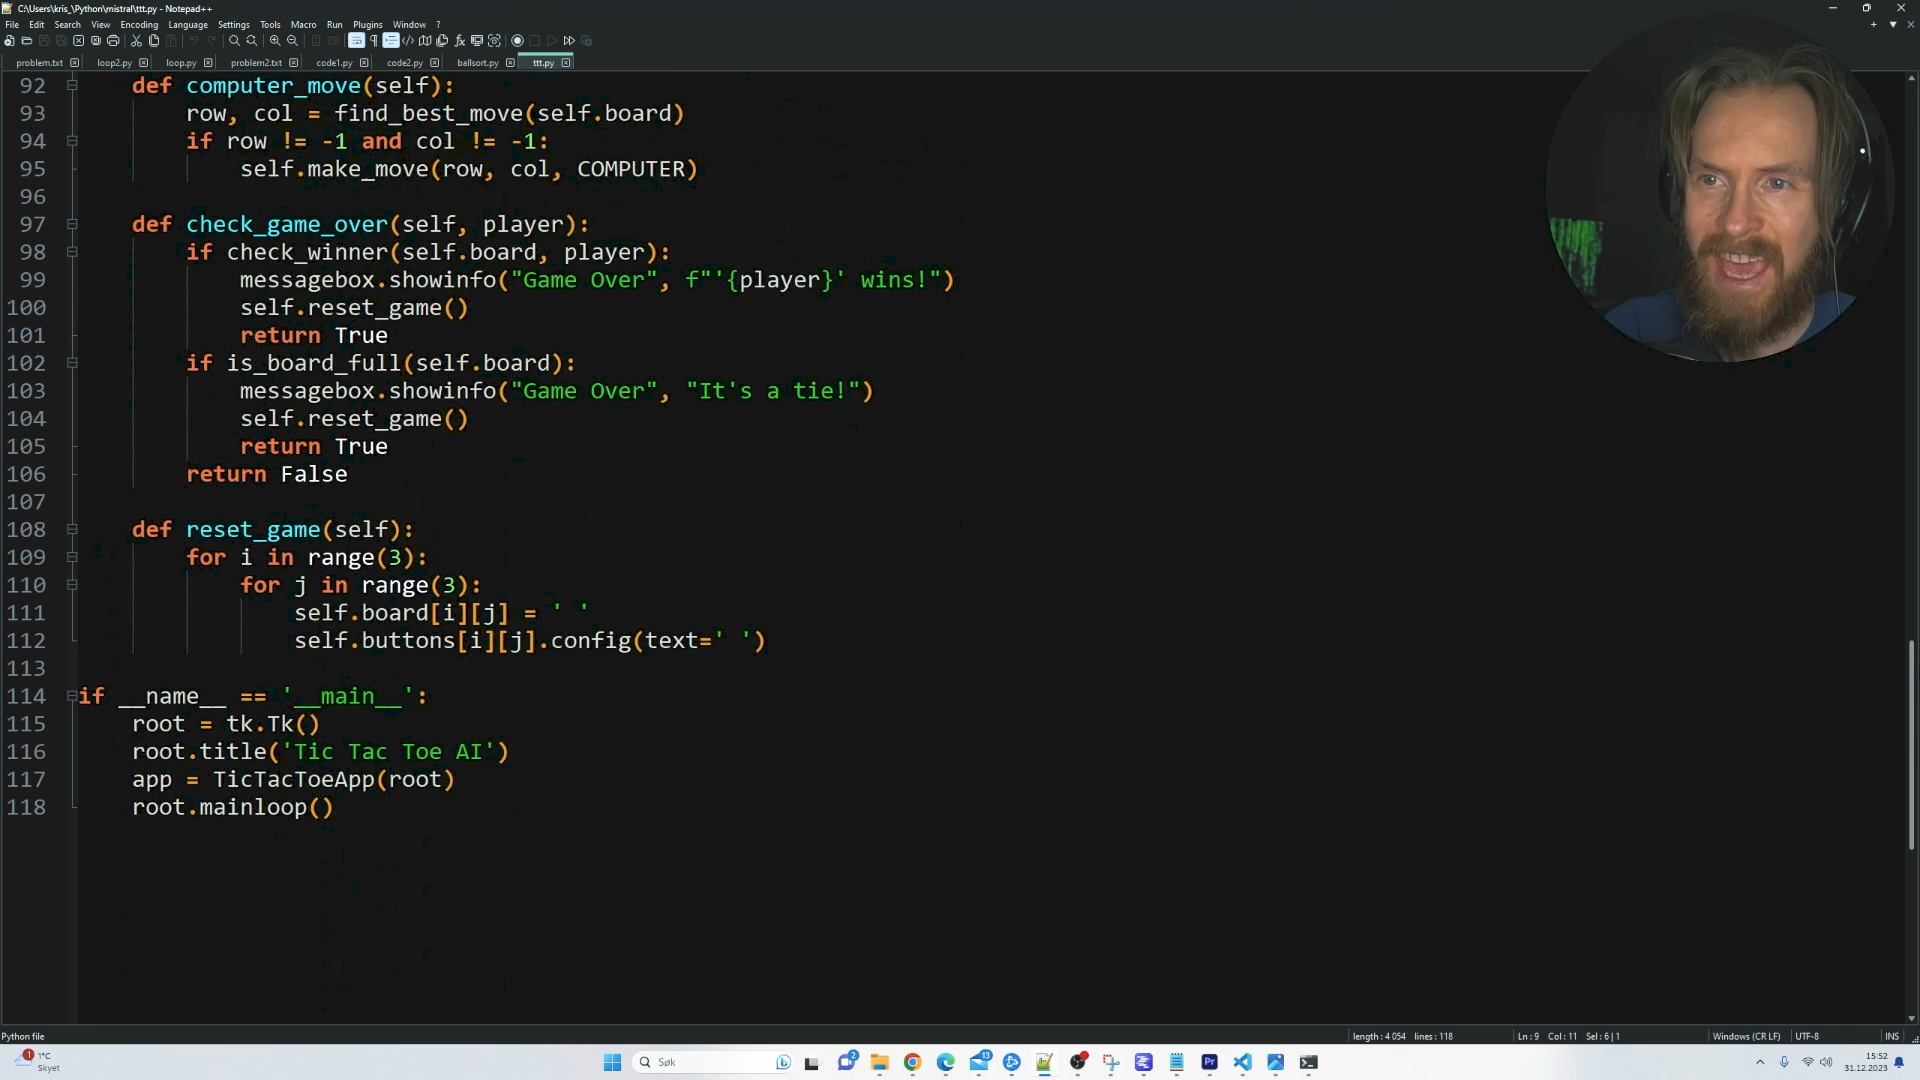 C:\Users\kris_\Python\mistral\ttt.py - Notepad++
File Edit Search View Encoding Language Settings Tools Macro Run Plugins Window ?
problem.txt loop2.py loop.py problem2.txt code1.py code2.py ballsort.py ttt.py
92 def computer_move(self):
93 row, col = find_best_move(self.board)
94 if row != -1 and col != -1:
95 self.make_move(row, col, COMPUTER)
96
97 def check_game_over(self, player):
98 if check_winner(self.board, player):
99 messagebox.showinfo("Game Over", f"'{player}' wins!")
100 self.reset_game()
101 return True
102 if is_board_full(self.board):
103 messagebox.showinfo("Game Over", "It's a tie!")
104 self.reset_game()
105 return True
106 return False
107
108 def reset_game(self):
109 for i in range(3):
110 for j in range(3):
111 self.board[i][j] = ' '
112 self.buttons[i][j].config(text=' ')
113
114 if __name__ == '__main__':
115 root = tk.Tk()
116 root.title('Tic Tac Toe AI')
117 app = TicTacToeApp(root)
118 root.mainloop()
Python file length : 4 054 lines : 118 Ln : 9 Col : 11 Sel : 6 | 1 Windows (CR LF) UTF-8 INS
1 1°C
Skyet
Søk
2
13
Pr
15:52
31.12.2023